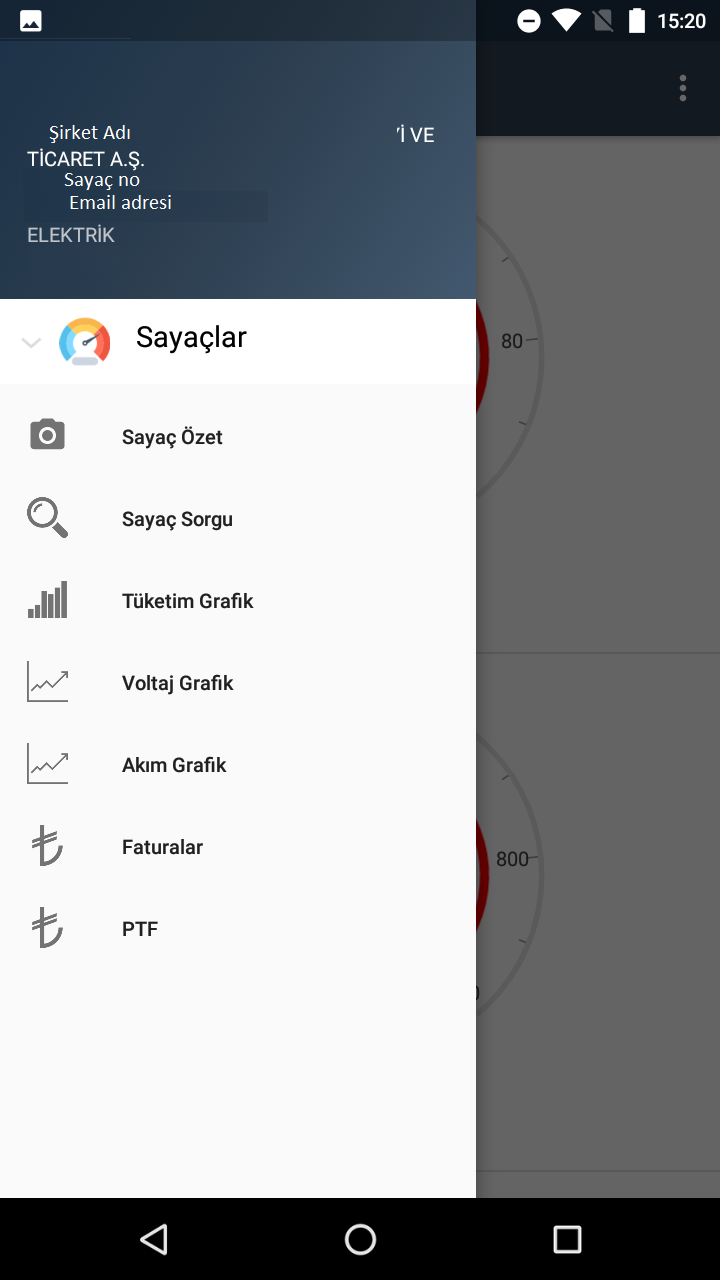 15:20
Şirket Adı
İ VE
TİCARET A.Ş.
Sayaç no
Email adresi
ELEKTRİK
Sayaçlar
80
Sayaç Özet
Sayaç Sorgu
Tüketim Grafik
Voltaj Grafik
Akım Grafik
Faturalar
800
PTF